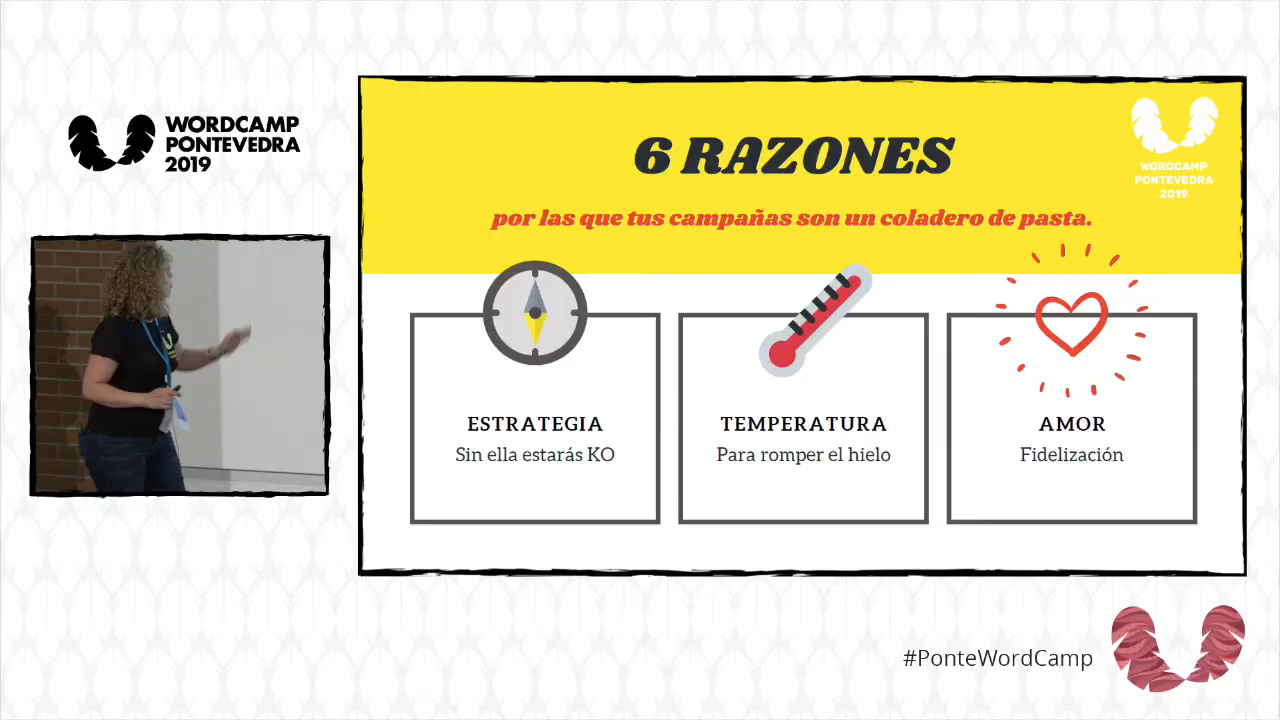 WORDCAMP
PONTEVEDRA
2019
6 RAZONES
por las que tus campañas son un coladero de pasta.
WORDCAMP
PONTEVEDRA
2019
ESTRATEGIA
Sin ella estarás KO
TEMPERATURA
Para romper el hielo
AMOR
Fidelización
#PonteWordCamp